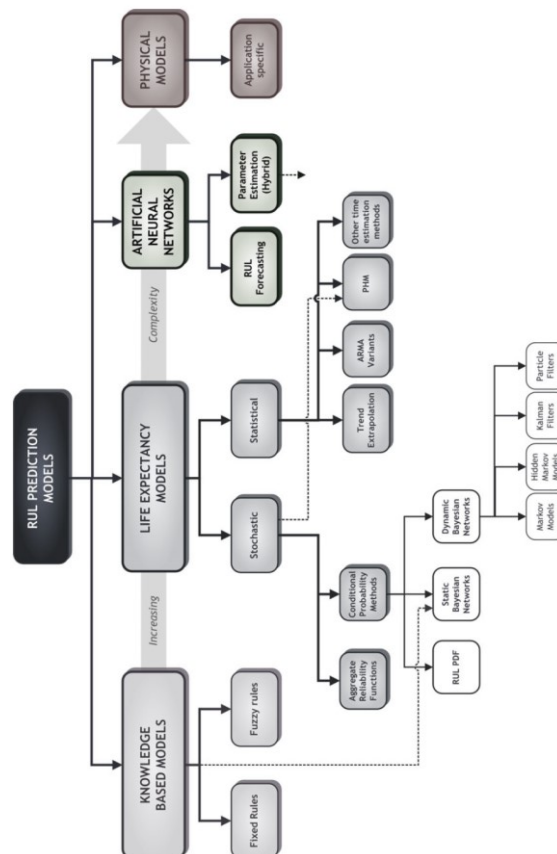 RUL PREDICTION
MODELS
Increasing
Complexity
KNOWLEDGE
BASED MODELS
LIFE EXPECTANCY
MODELS
ARTIFICIAL
NEURAL
NETWORKS
PHYSICAL
MODELS
Fixed Rules
Fuzzy rules
Stochastic
Statistical
RUL
Forecasting
Parameter
Estimation
(Hybrid)
Application
specific
Aggregate
Reliability
Functions
Conditional
Probability
Methods
Trend
Extrapolation
ARMA
Variants
PHM
Other time
estimation
methods
RUL PDF
Static
Bayesian
Networks
Dynamic
Bayesian
Networks
Markov
Models
Hidden
Markov
Models
Kalman
Filters
Particle
Filters